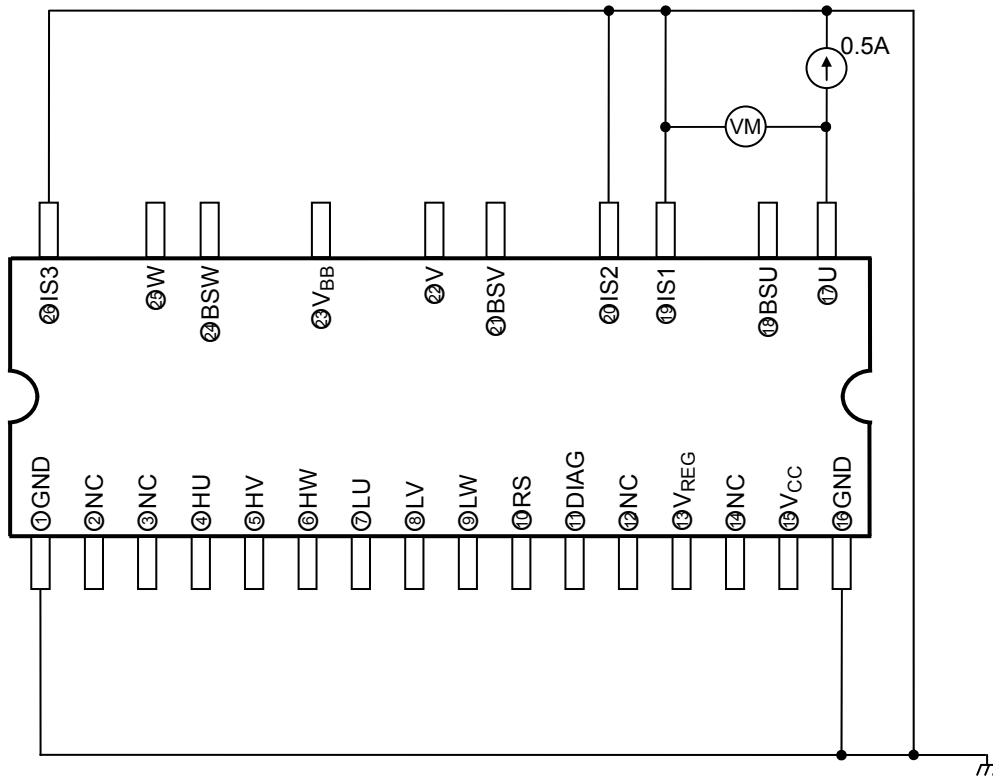 0.5A
VM
㉖IS3
㉕W
㉔BSW
㉓VBB
㉒V
㉑BSV
⑳IS2
⑲IS1
⑱BSU
⑰U
①GND
②NC
③NC
④HU
⑤HV
⑥HW
⑦LU
⑧LV
⑨LW
⑩RS
⑪DIAG
⑫NC
⑬VREG
⑭NC
⑮VCC
⑯GND